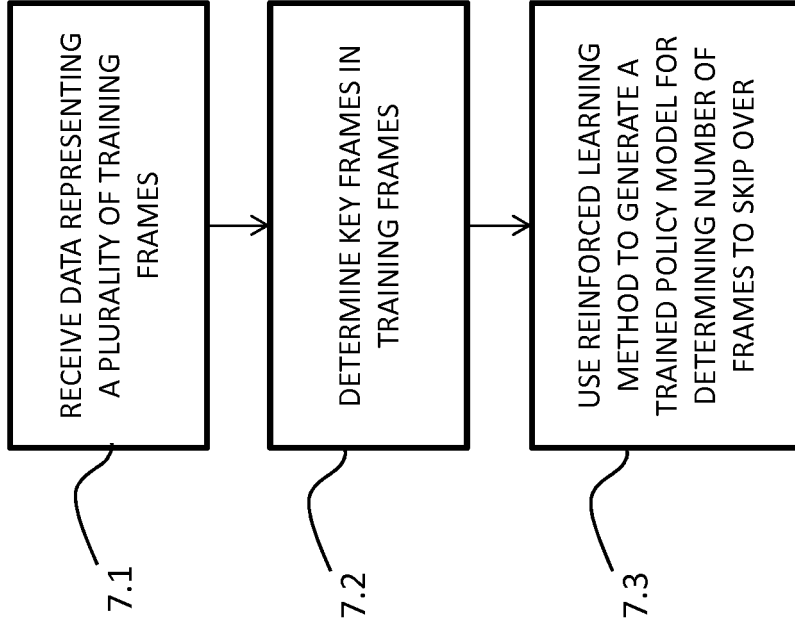 RECEIVE DATA REPRESENTING
A PLURALITY OF TRAINING
FRAMES
7.1
DETERMINE KEY FRAMES IN
TRAINING FRAMES
7.2
USE REINFORCED LEARNING
METHOD TO GENERATE A
TRAINED POLICY MODEL FOR
DETERMINING NUMBER OF
FRAMES TO SKIP OVER
7.3